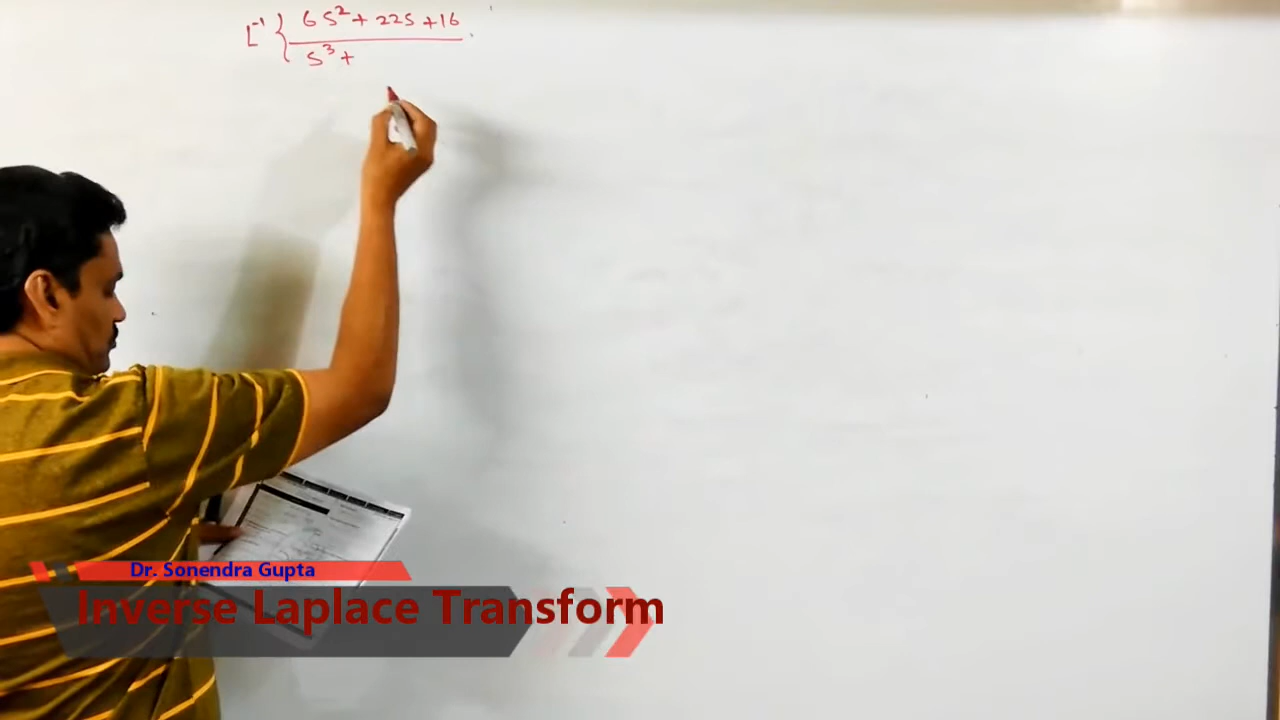 L⁻¹ { 6s² + 22s + 16
s³ +
Dr. Sonendra Gupta
Inverse Laplace Transform